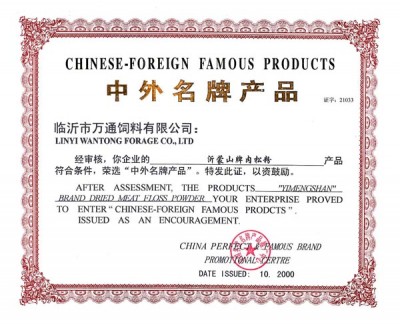 CHINESE-FOREIGN FAMOUS PRODUCTS
中外名牌产品
证字：21033
临沂市万通饲料有限公司：
LINYI WANTONG FORAGE Co., LTD
经审核，你企业的 沂蒙山牌肉松粉 产品
符合条件，荣选“中外名牌产品”。特发此证，以资鼓励。
AFTER ASSESSMENT, THE PRODUCTS "YIMENGSHAN"
BRAND DRIED MEAT FLOSS POWDER YOUR ENTERPRISE PROVED
TO ENTER “CHINESE-FOREIGN FAMOUS PRODCTS”.
ISSUED AS AN ENCOURAGEMENT.
CHINA PERFECT & FAMOUS BRAND
PROMOTIONAL CENTRE
DATE ISSUED: 10. 2000